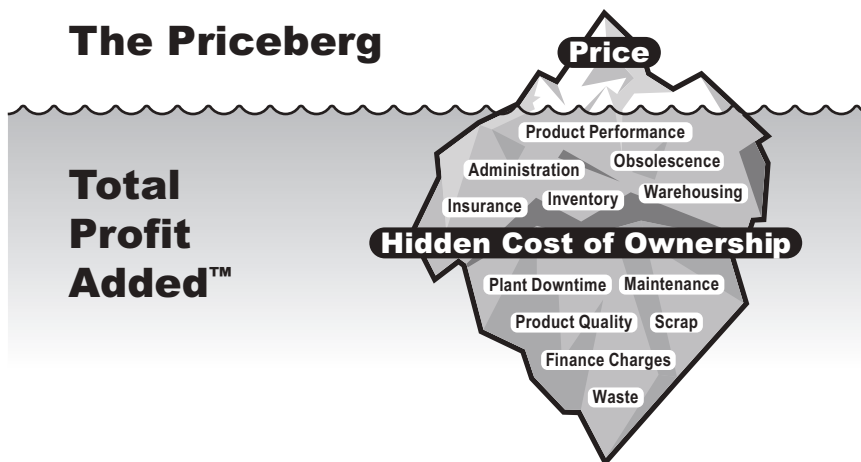 The Priceberg
Price
Product Performance
Administration
Obsolescence
Insurance
Inventory
Warehousing
Total
Profit
Added™
Hidden Cost of Ownership
Plant Downtime
Maintenance
Product Quality
Scrap
Finance Charges
Waste